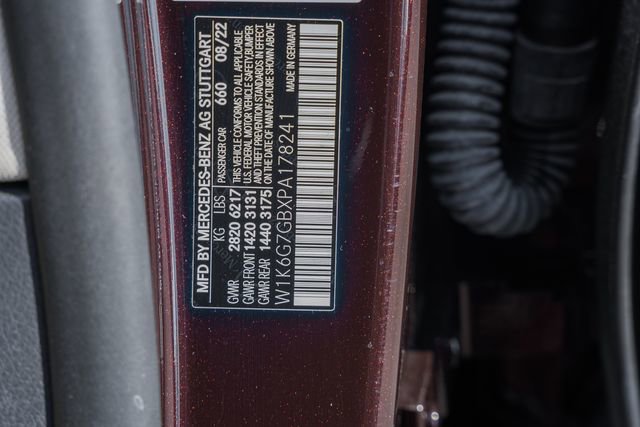 MFD BY MERCEDES-BENZ AG STUTTGART
PASSENGER CAR 660 08/22
KG LBS
GVWR 2820 6217
GAWR FRONT 1420 3131
GAWR REAR 1440 3175
THIS VEHICLE CONFORMS TO ALL APPLICABLE
U.S. FEDERAL MOTOR VEHICLE SAFETY, BUMPER
AND THEFT PREVENTION STANDARDS IN EFFECT
ON THE DATE OF MANUFACTURE SHOWN ABOVE
W1K6G7GBXPA178241
MADE IN GERMANY